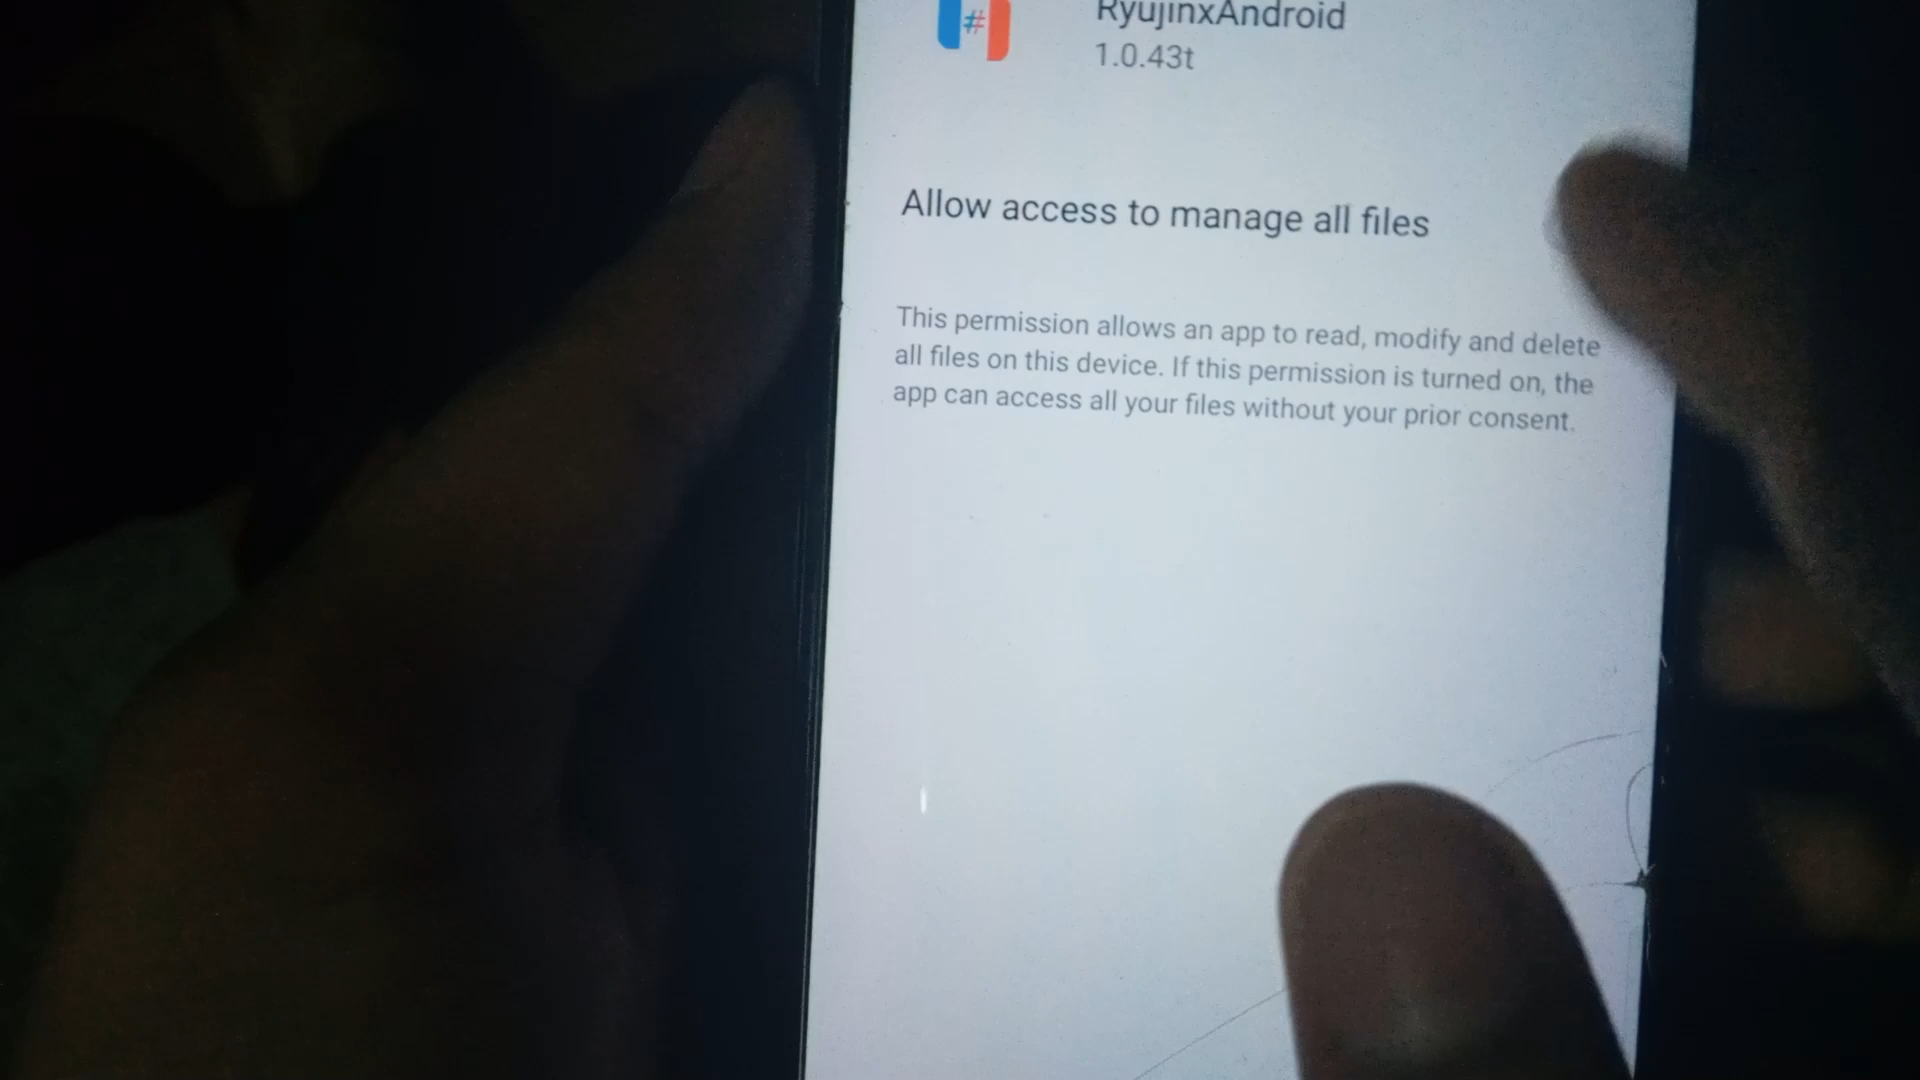 RyujinxAndroid
1.0.43t
Allow access to manage all files
This permission allows an app to read, modify and delete
all files on this device. If this permission is turned on, the
app can access all your files without your prior consent.